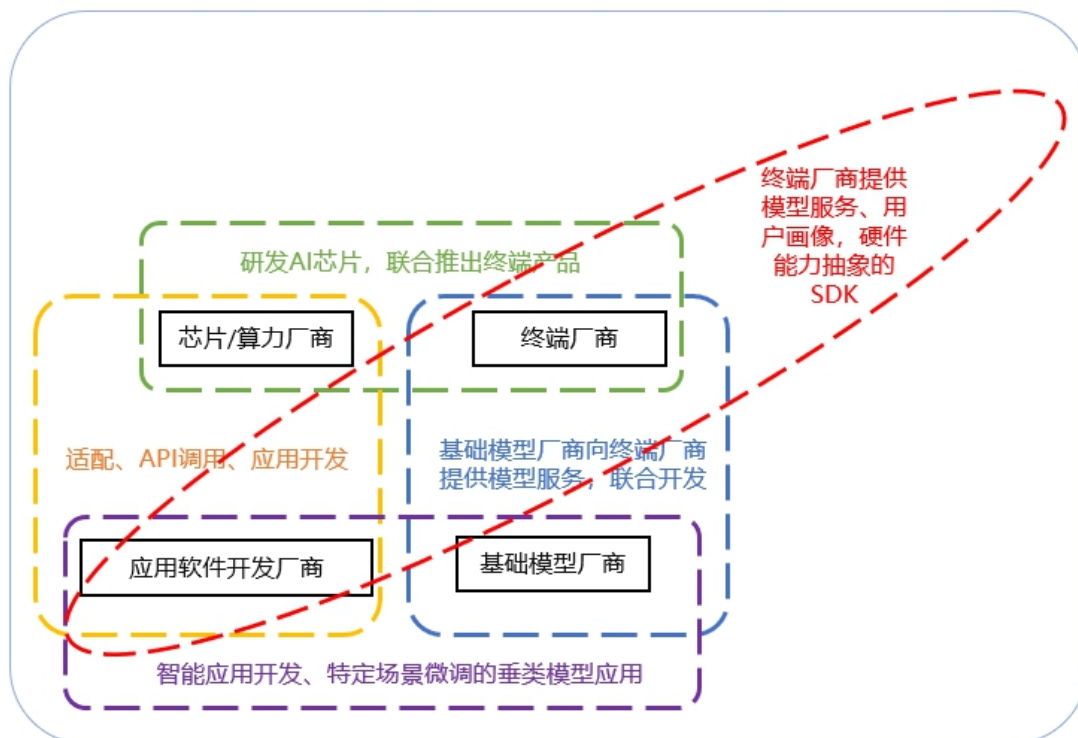 终端厂商提供
模型服务、用
户画像，硬件
能力抽象的
SDK
研发AI芯片，联合推出终端产品
芯片/算力厂商
终端厂商
适配、API调用、应用开发
基础模型厂商向终端厂商
提供模型服务，联合开发
应用软件开发厂商
基础模型厂商
智能应用开发、特定场景微调的垂类模型应用